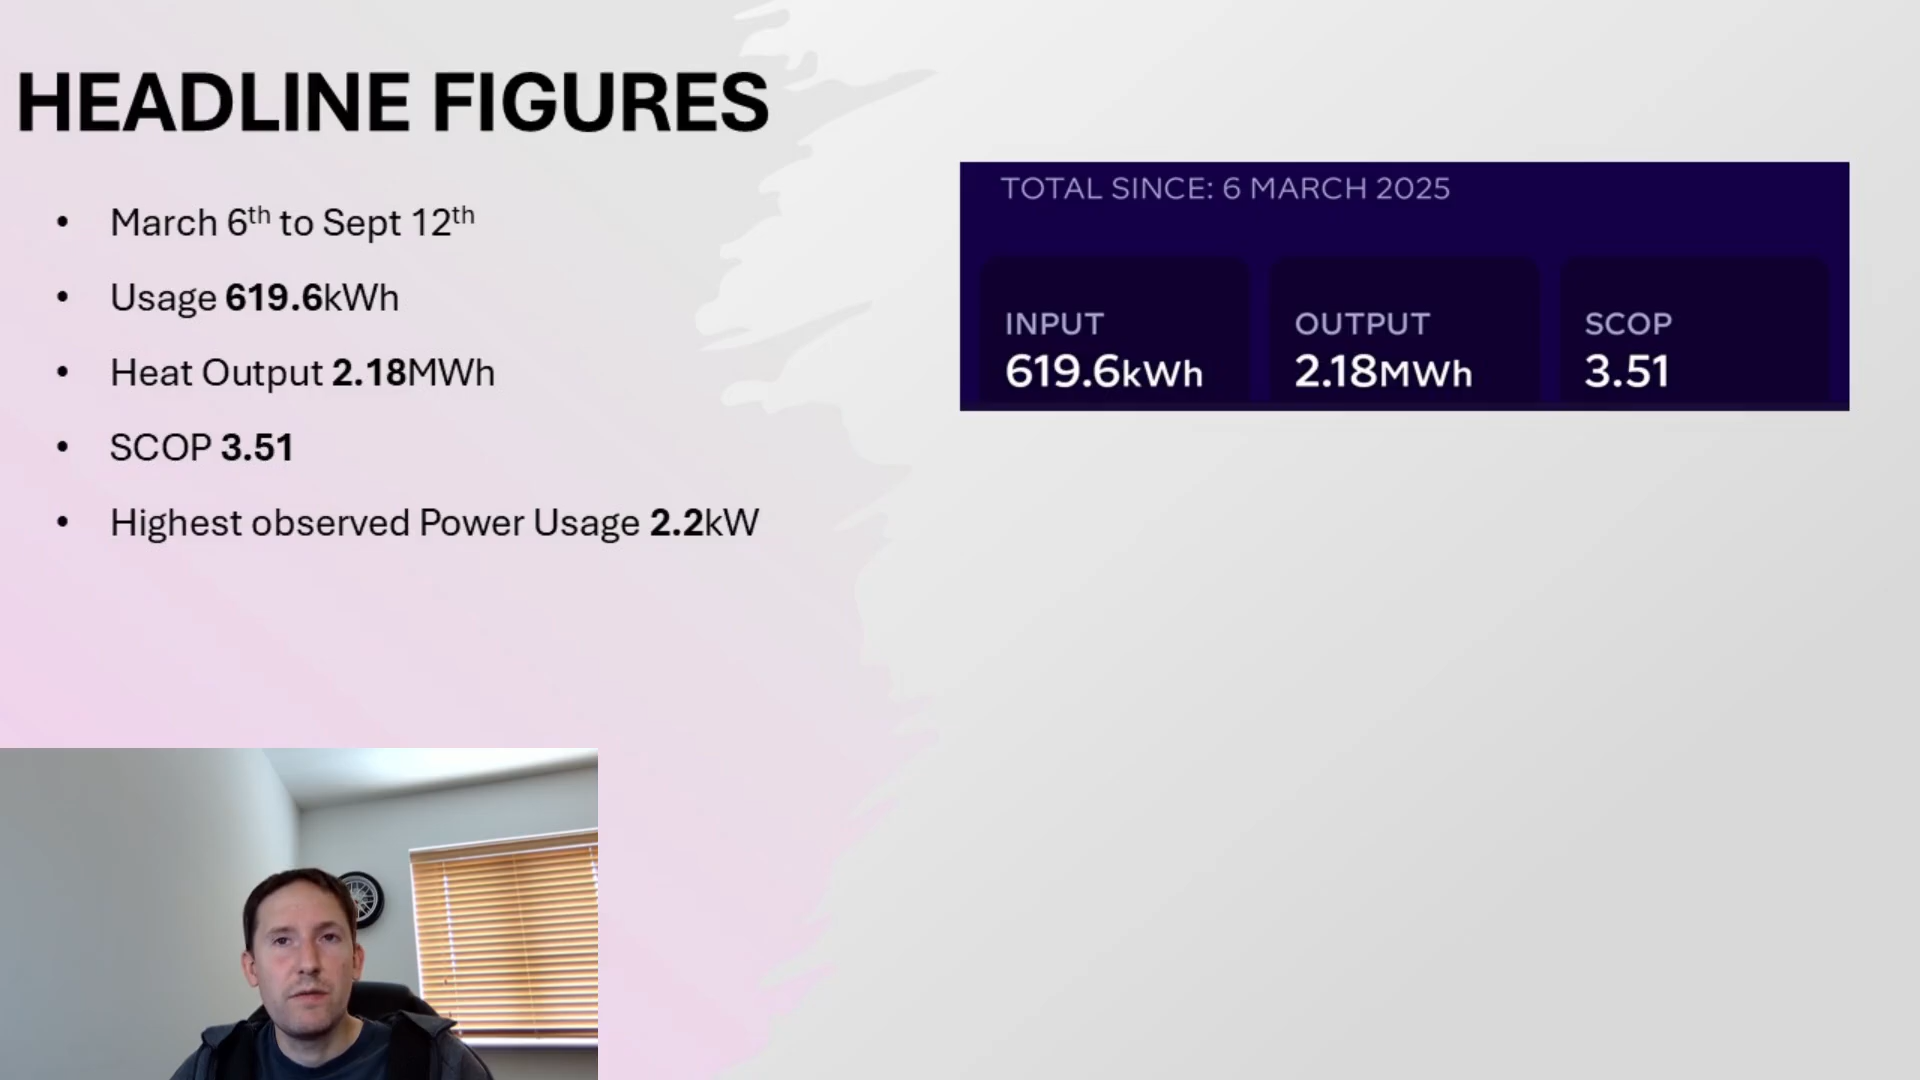 HEADLINE FIGURES
• March 6th to Sept 12th
• Usage 619.6kWh
• Heat Output 2.18MWh
• SCOP 3.51
• Highest observed Power Usage 2.2kW
TOTAL SINCE: 6 MARCH 2025
INPUT OUTPUT SCOP
619.6kWh 2.18MWh 3.51